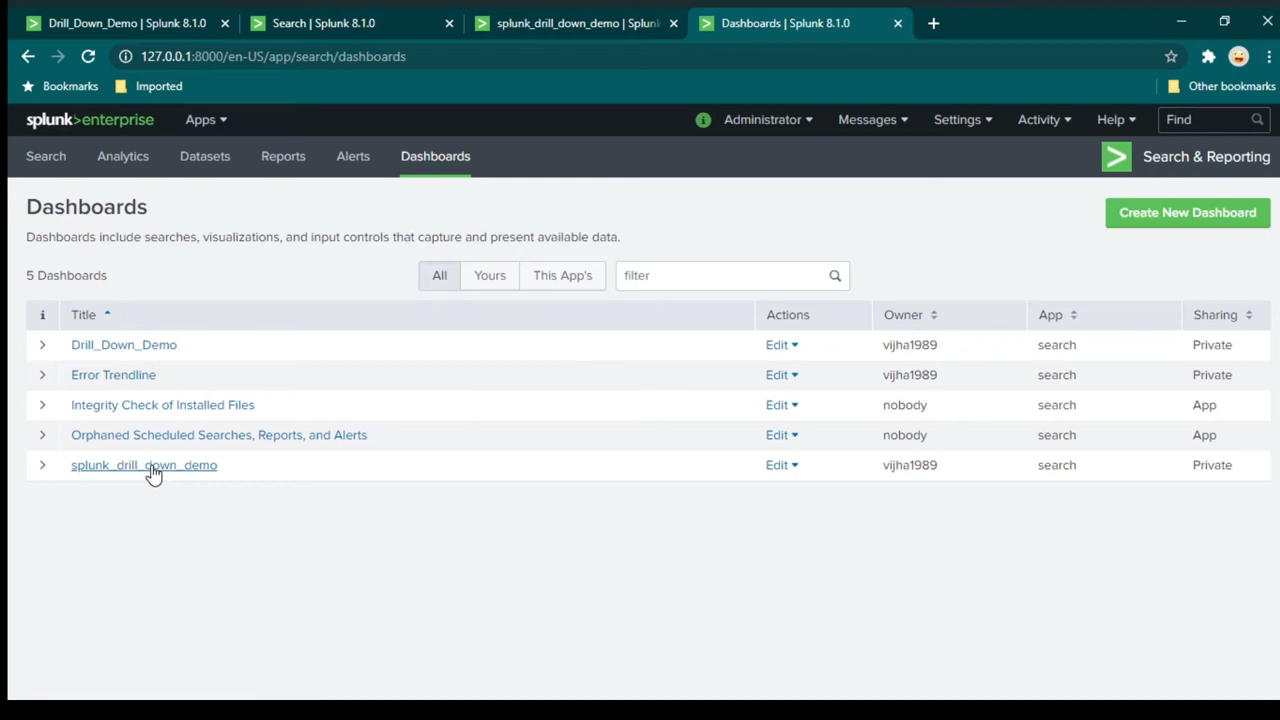 Drill_Down_Demo | Splunk 8.1.0
Search | Splunk 8.1.0
splunk_drill_down_demo | Splun
Dashboards | Splunk 8.1.0
127.0.0.1:8000/en-US/app/search/dashboards
Bookmarks Imported Other bookmarks
splunk>enterprise Apps Administrator Messages Settings Activity Help Find
Search Analytics Datasets Reports Alerts Dashboards Search & Reporting
Dashboards
Create New Dashboard
Dashboards include searches, visualizations, and input controls that capture and present available data.
5 Dashboards All Yours This App's filter
i Title Actions Owner App Sharing
Drill_Down_Demo Edit vijha1989 search Private
Error Trendline Edit vijha1989 search Private
Integrity Check of Installed Files Edit nobody search App
Orphaned Scheduled Searches, Reports, and Alerts Edit nobody search App
splunk_drill_down_demo Edit vijha1989 search Private